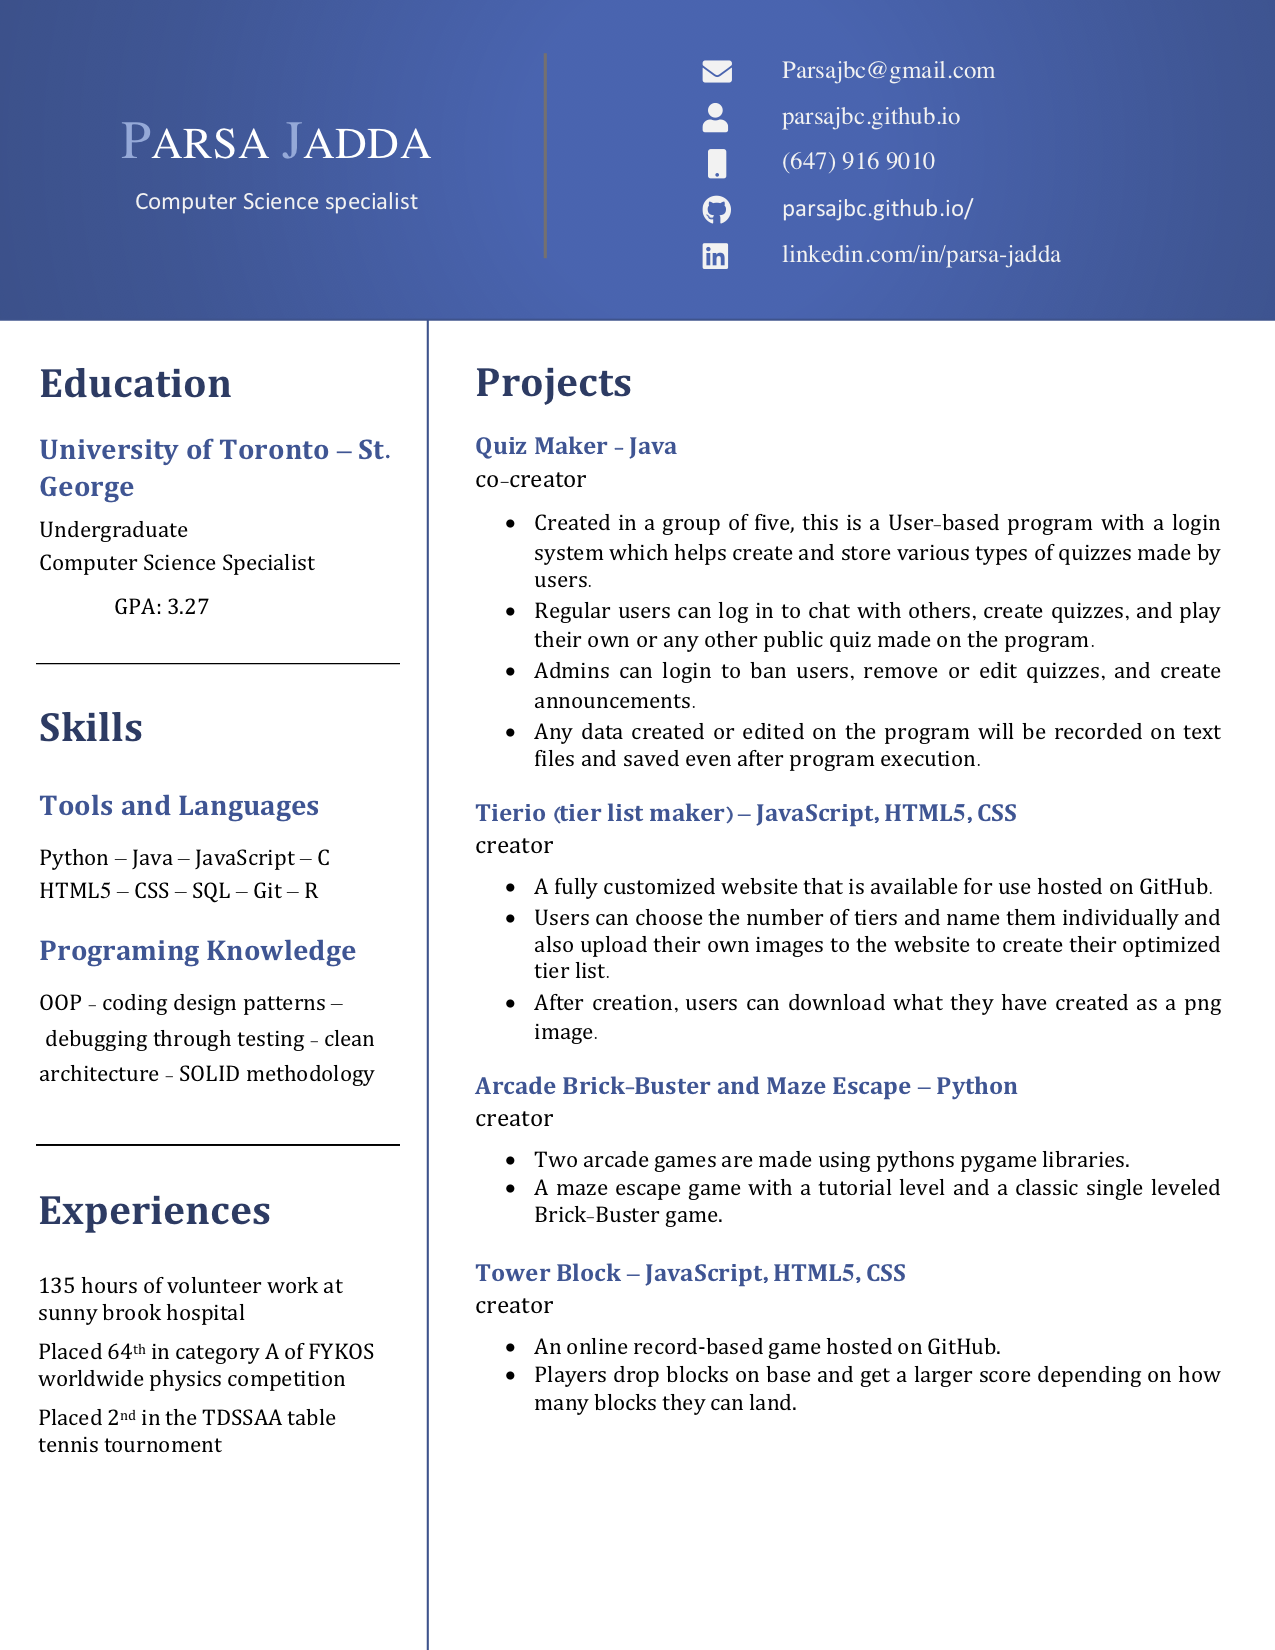 PARSA JADDA
Computer Science specialist
Parsajbc@gmail.com
parsajbc.github.io
(647) 916 9010
parsajbc.github.io/
linkedin.com/in/parsa-jadda
Education
University of Toronto – St.
George
Undergraduate
Computer Science Specialist
GPA: 3.27
Skills
Tools and Languages
Python – Java – JavaScript – C
HTML5 – CSS – SQL – Git – R
Programing Knowledge
OOP - coding design patterns –
debugging through testing - clean
architecture - SOLID methodology
Experiences
135 hours of volunteer work at
sunny brook hospital
Placed 64th in category A of FYKOS
worldwide physics competition
Placed 2nd in the TDSSAA table
tennis tournoment
Projects
Quiz Maker - Java
co-creator
• Created in a group of five, this is a User-based program with a login
system which helps create and store various types of quizzes made by
users.
• Regular users can log in to chat with others, create quizzes, and play
their own or any other public quiz made on the program.
• Admins can login to ban users, remove or edit quizzes, and create
announcements.
• Any data created or edited on the program will be recorded on text
files and saved even after program execution.
Tierio (tier list maker) – JavaScript, HTML5, CSS
creator
• A fully customized website that is available for use hosted on GitHub.
• Users can choose the number of tiers and name them individually and
also upload their own images to the website to create their optimized
tier list.
• After creation, users can download what they have created as a png
image.
Arcade Brick-Buster and Maze Escape – Python
creator
• Two arcade games are made using pythons pygame libraries.
• A maze escape game with a tutorial level and a classic single leveled
Brick-Buster game.
Tower Block – JavaScript, HTML5, CSS
creator
• An online record-based game hosted on GitHub.
• Players drop blocks on base and get a larger score depending on how
many blocks they can land.